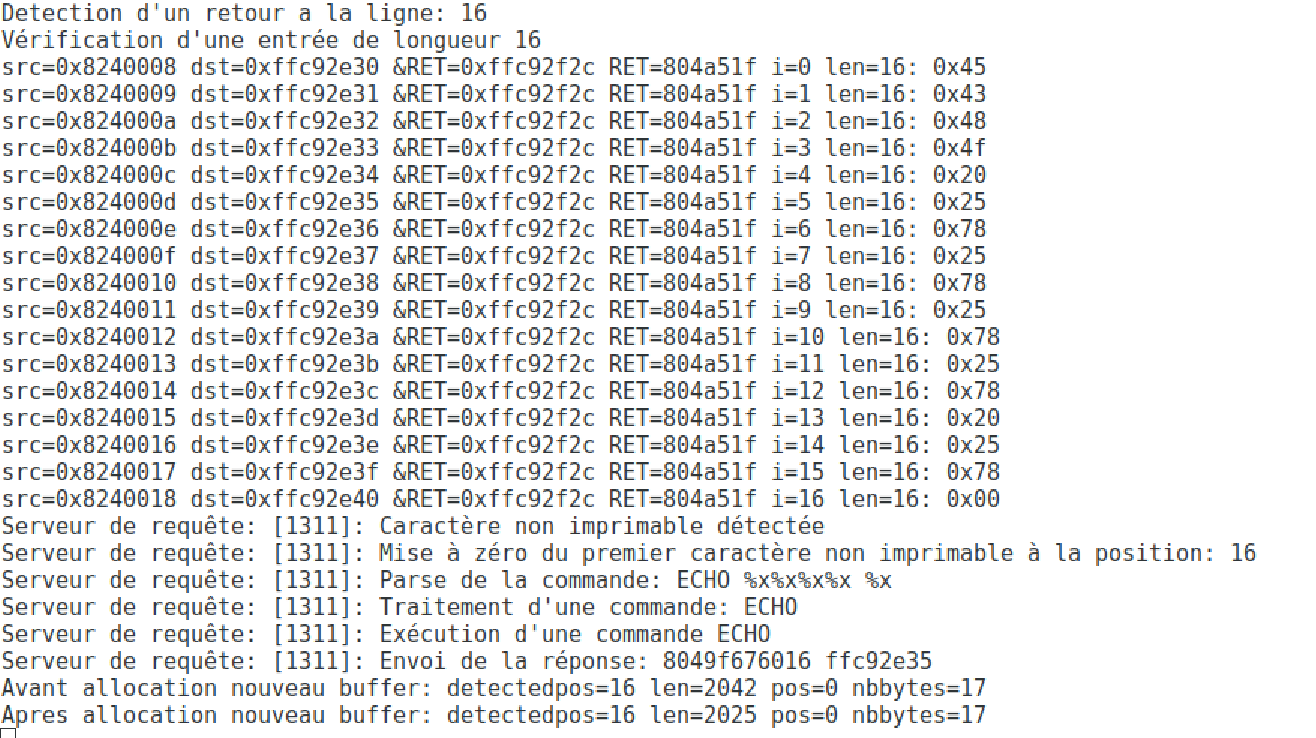 Detection d'un retour a la ligne: 16
Vérification d'une entrée de longueur 16
src=0x8240008 dst=0xffc92e30 &RET=0xffc92f2c RET=804a51f i=0 len=16: 0x45
src=0x8240009 dst=0xffc92e31 &RET=0xffc92f2c RET=804a51f i=1 len=16: 0x43
src=0x824000a dst=0xffc92e32 &RET=0xffc92f2c RET=804a51f i=2 len=16: 0x48
src=0x824000b dst=0xffc92e33 &RET=0xffc92f2c RET=804a51f i=3 len=16: 0x4f
src=0x824000c dst=0xffc92e34 &RET=0xffc92f2c RET=804a51f i=4 len=16: 0x20
src=0x824000d dst=0xffc92e35 &RET=0xffc92f2c RET=804a51f i=5 len=16: 0x25
src=0x824000e dst=0xffc92e36 &RET=0xffc92f2c RET=804a51f i=6 len=16: 0x78
src=0x824000f dst=0xffc92e37 &RET=0xffc92f2c RET=804a51f i=7 len=16: 0x25
src=0x8240010 dst=0xffc92e38 &RET=0xffc92f2c RET=804a51f i=8 len=16: 0x78
src=0x8240011 dst=0xffc92e39 &RET=0xffc92f2c RET=804a51f i=9 len=16: 0x25
src=0x8240012 dst=0xffc92e3a &RET=0xffc92f2c RET=804a51f i=10 len=16: 0x78
src=0x8240013 dst=0xffc92e3b &RET=0xffc92f2c RET=804a51f i=11 len=16: 0x25
src=0x8240014 dst=0xffc92e3c &RET=0xffc92f2c RET=804a51f i=12 len=16: 0x78
src=0x8240015 dst=0xffc92e3d &RET=0xffc92f2c RET=804a51f i=13 len=16: 0x20
src=0x8240016 dst=0xffc92e3e &RET=0xffc92f2c RET=804a51f i=14 len=16: 0x25
src=0x8240017 dst=0xffc92e3f &RET=0xffc92f2c RET=804a51f i=15 len=16: 0x78
src=0x8240018 dst=0xffc92e40 &RET=0xffc92f2c RET=804a51f i=16 len=16: 0x00
Serveur de requête: [1311]: Caractère non imprimable détectée
Serveur de requête: [1311]: Mise à zéro du premier caractère non imprimable à la position: 16
Serveur de requête: [1311]: Parse de la commande: ECHO %x%x%x%x %x
Serveur de requête: [1311]: Traitement d'une commande: ECHO
Serveur de requête: [1311]: Exécution d'une commande ECHO
Serveur de requête: [1311]: Envoi de la réponse: 8049f676016 ffc92e35
Avant allocation nouveau buffer: detectedpos=16 len=2042 pos=0 nbbytes=17
Apres allocation nouveau buffer: detectedpos=16 len=2025 pos=0 nbbytes=17